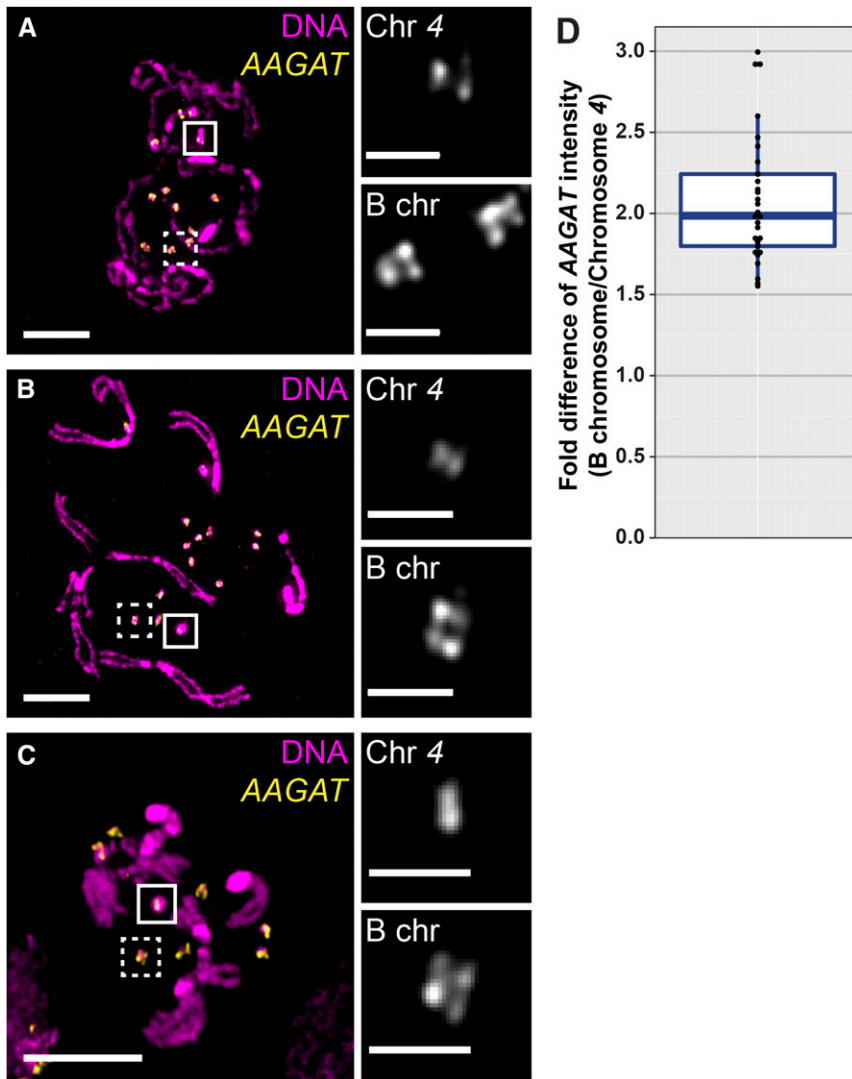 A
DNA
AAGAT
Chr 4
B chr
B
DNA
AAGAT
Chr 4
B chr
C
DNA
AAGAT
Chr 4
B chr
D
Fold difference of AAGAT intensity
(B chromosome/Chromosome 4)
3.0
2.5
2.0
1.5
1.0
0.5
0.0